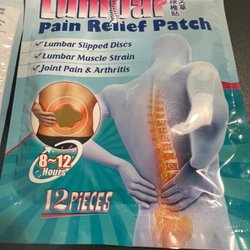 Lumbar
Pain Relief Patch
Lumbar Slipped Discs
Lumbar Muscle Strain
Joint Pain & Arthritis
8~12
Hours
12 PIECES